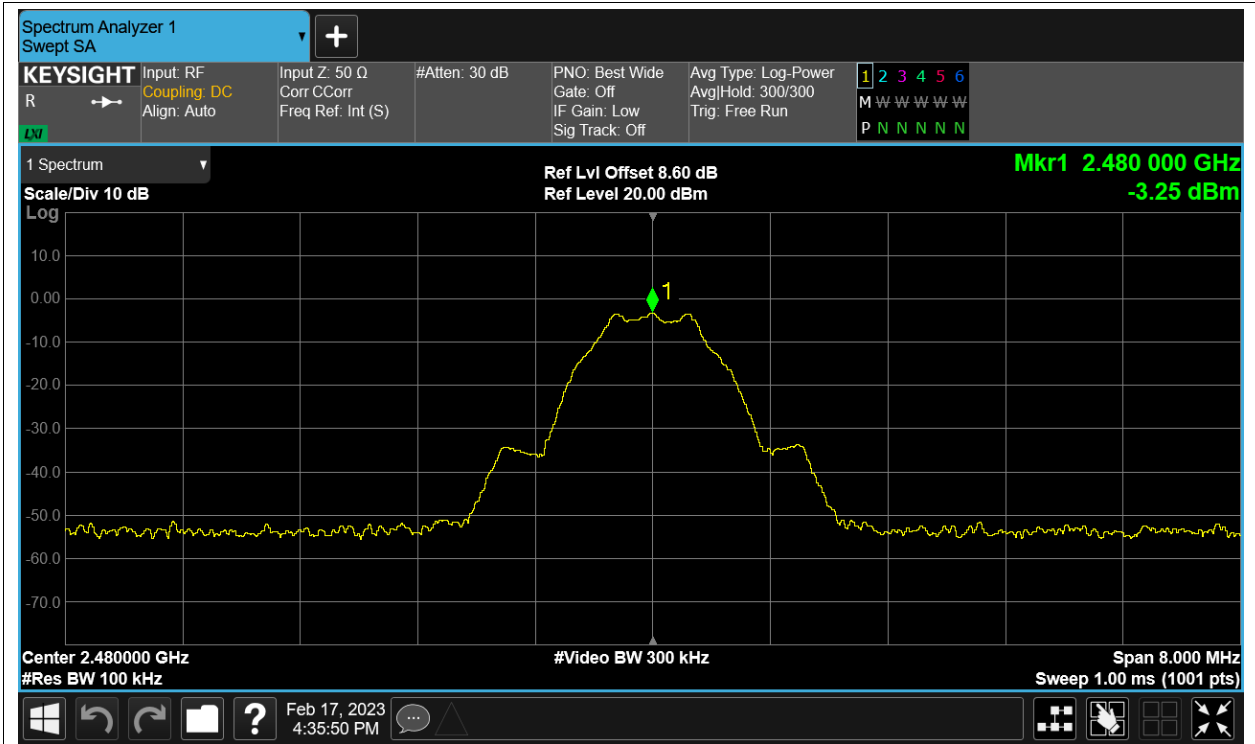 Spectrum Analyzer 1
Swept SA
KEYSIGHT
R
LXI
Input: RF
Coupling: DC
Align: Auto
Input Z: 50 Ω
Corr CCorr
Freq Ref: Int (S)
#Atten: 30 dB
PNO: Best Wide
Gate: Off
IF Gain: Low
Sig Track: Off
Avg Type: Log-Power
Avg|Hold: 300/300
Trig: Free Run
1 2 3 4 5 6
M W W W W W
P N N N N N
1 Spectrum
Scale/Div 10 dB
Log
Ref Lvl Offset 8.60 dB
Ref Level 20.00 dBm
Mkr1 2.480 000 GHz
-3.25 dBm
10.0
0.00
-10.0
-20.0
-30.0
-40.0
-50.0
-60.0
-70.0
1
Center 2.480000 GHz
#Res BW 100 kHz
#Video BW 300 kHz
Span 8.000 MHz
Sweep 1.00 ms (1001 pts)
?
Feb 17, 2023
4:35:50 PM